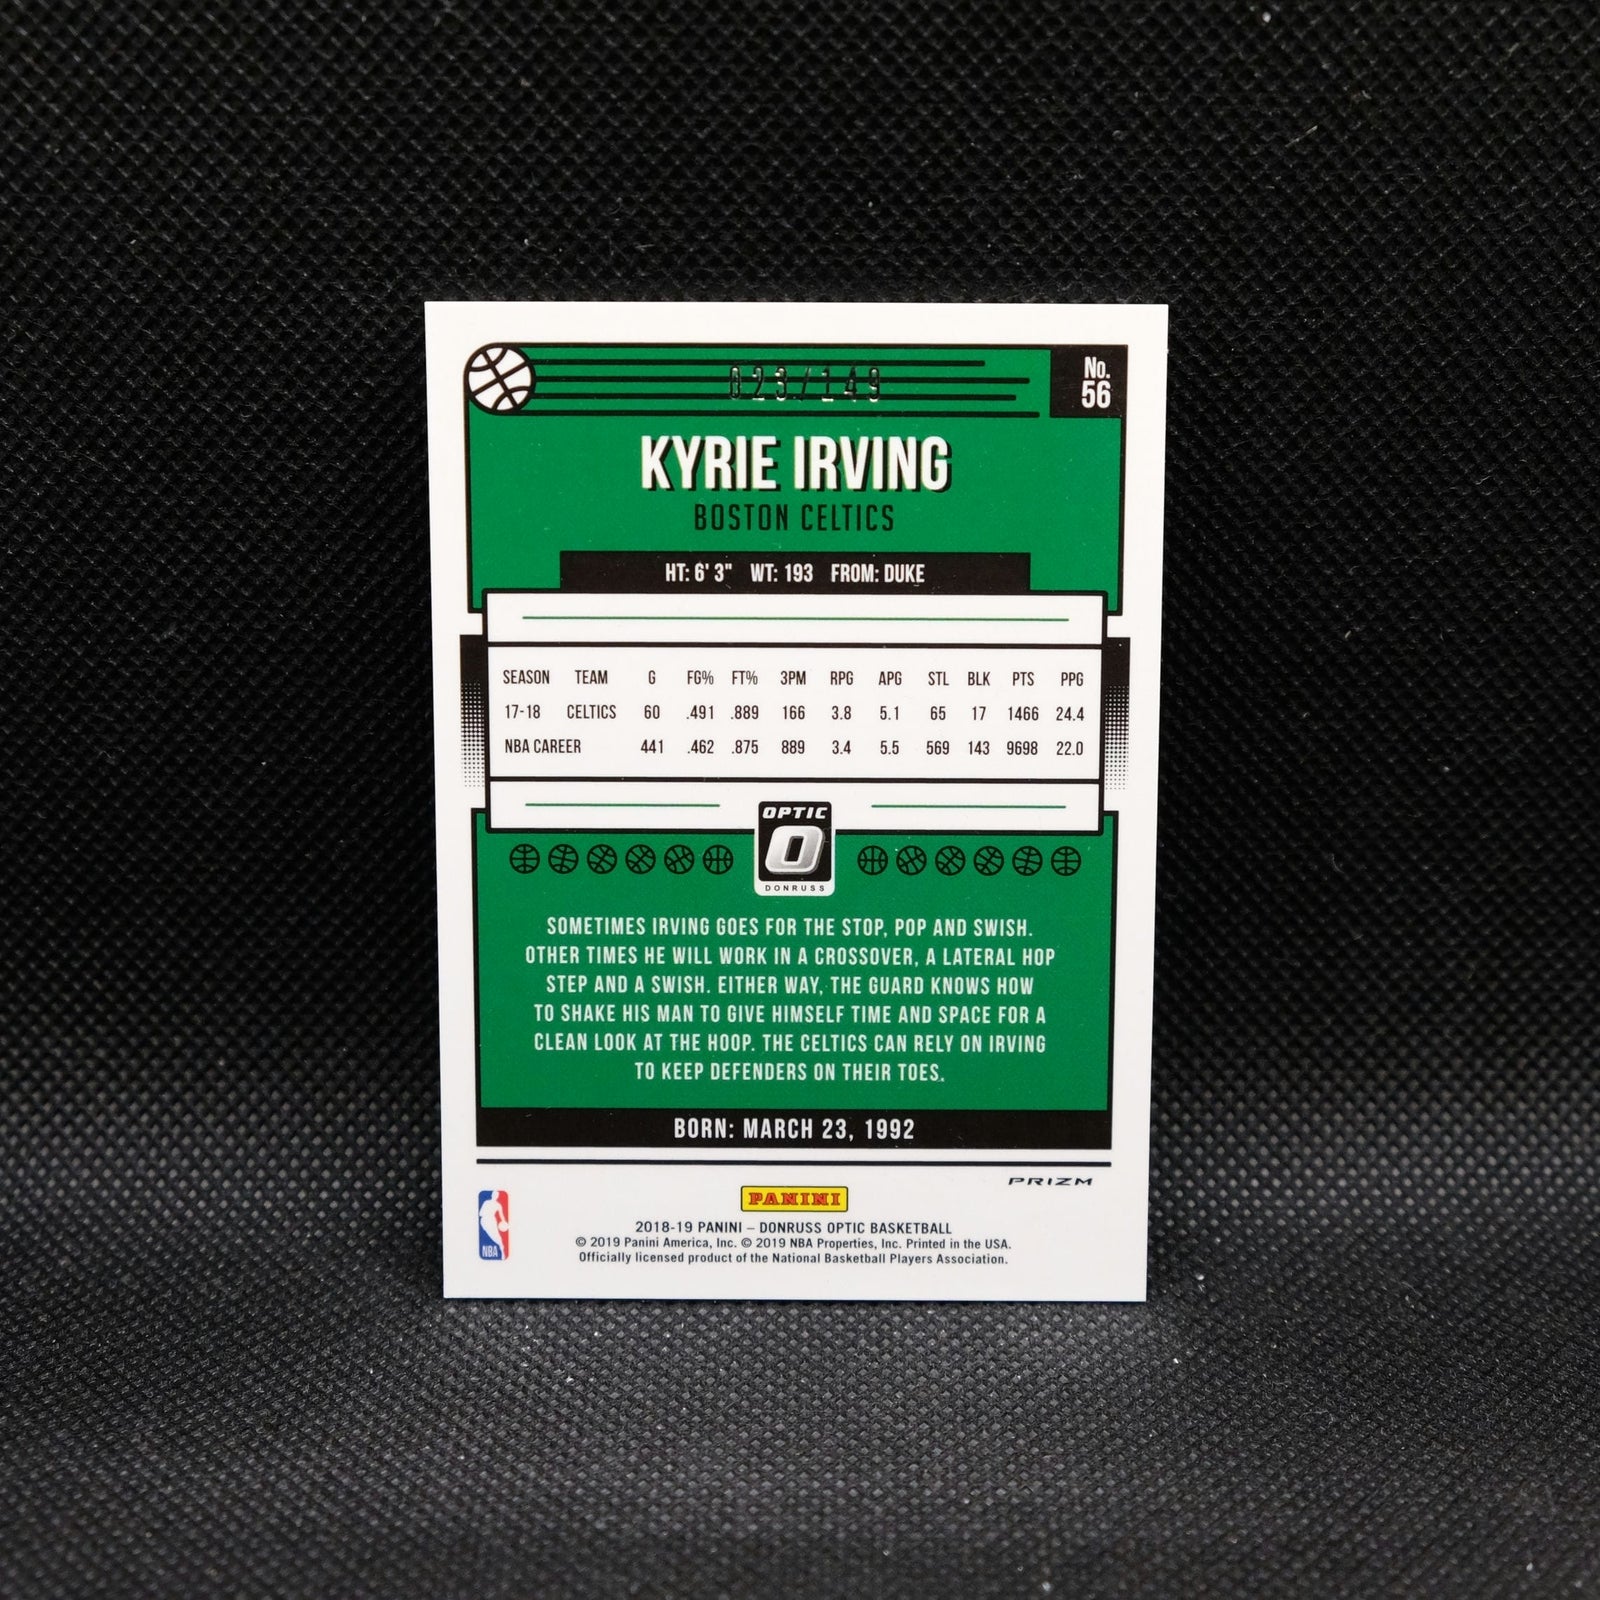 023/149
No.
56
KYRIE IRVING
BOSTON CELTICS
HT: 6' 3" WT: 193 FROM: DUKE
SEASON TEAM G FG% FT% 3PM RPG APG STL BLK PTS PPG
17-18 CELTICS 60 .491 .889 166 3.8 5.1 65 17 1466 24.4
NBA CAREER 441 .462 .875 889 3.4 5.5 569 143 9698 22.0
OPTIC
O
DONRUSS
SOMETIMES IRVING GOES FOR THE STOP, POP AND SWISH.
OTHER TIMES HE WILL WORK IN A CROSSOVER, A LATERAL HOP
STEP AND A SWISH. EITHER WAY, THE GUARD KNOWS HOW
TO SHAKE HIS MAN TO GIVE HIMSELF TIME AND SPACE FOR A
CLEAN LOOK AT THE HOOP. THE CELTICS CAN RELY ON IRVING
TO KEEP DEFENDERS ON THEIR TOES.
BORN: MARCH 23, 1992
PRIZM
PANINI
NBA
2018-19 PANINI – DONRUSS OPTIC BASKETBALL
© 2019 Panini America, Inc. © 2019 NBA Properties, Inc. Printed in the USA.
Officially licensed product of the National Basketball Players Association.